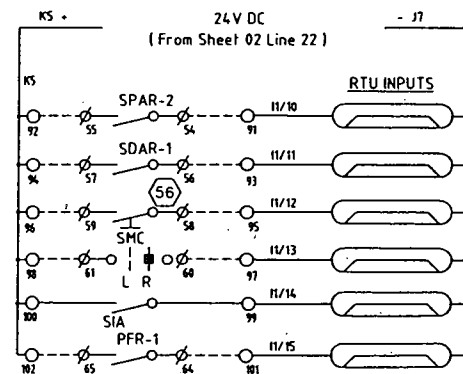 K5 + 24V DC - J7
( From Sheet 02 Line 22 )
K5 RTU INPUTS
SPAR-2 I1/10
92 55 54 91
SDAR-1 I1/11
94 57 56 93
56 I1/12
96 59 58 95
SMC I1/13
98 61 60 97
L R
I1/14
100 99
SIA
PFR-1 I1/15
102 65 64 101